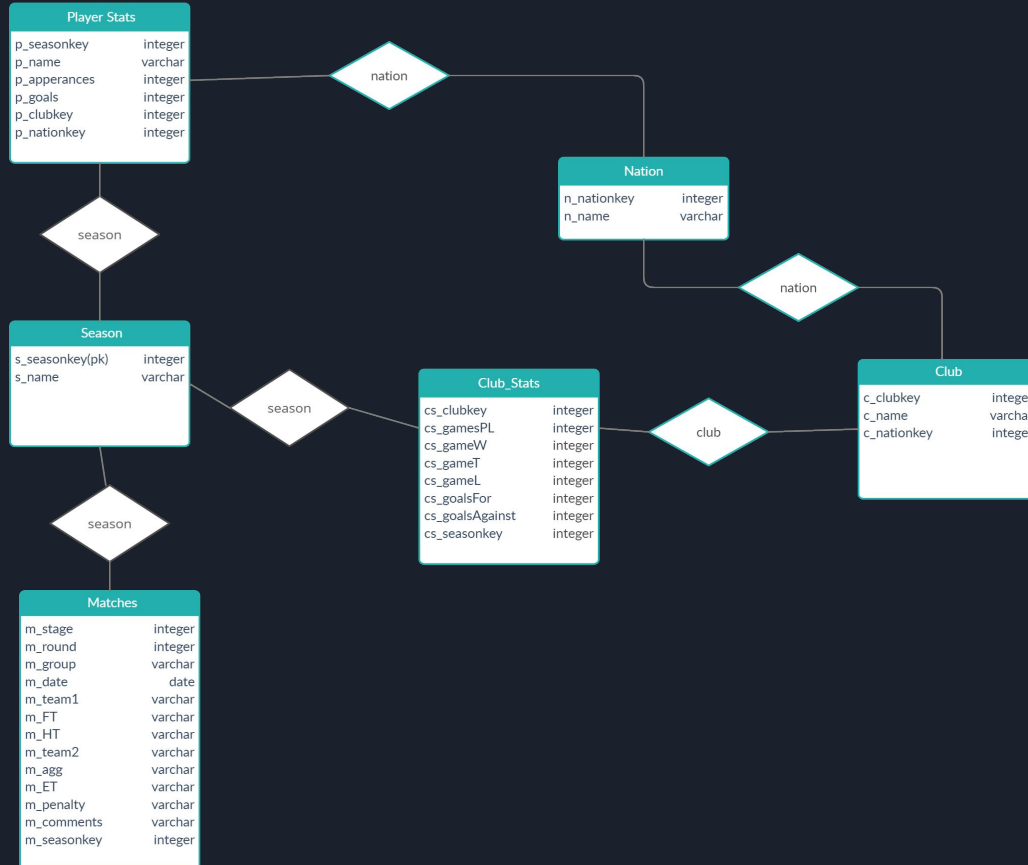 Player Stats
p_seasonkey integer
p_name varchar
p_apperances integer
p_goals integer
p_clubkey integer
p_nationkey integer
nation
Nation
n_nationkey integer
n_name varchar
season
nation
Season
s_seasonkey(pk) integer
s_name varchar
season
Club_Stats
cs_clubkey integer
cs_gamesPL integer
cs_gameW integer
cs_gameT integer
cs_gameL integer
cs_goalsFor integer
cs_goalsAgainst integer
cs_seasonkey integer
club
Club
c_clubkey intege
c_name varcha
c_nationkey intege
season
Matches
m_stage integer
m_round integer
m_group varchar
m_date date
m_team1 varchar
m_FT varchar
m_HT varchar
m_team2 varchar
m_agg varchar
m_ET varchar
m_penalty varchar
m_comments varchar
m_seasonkey integer